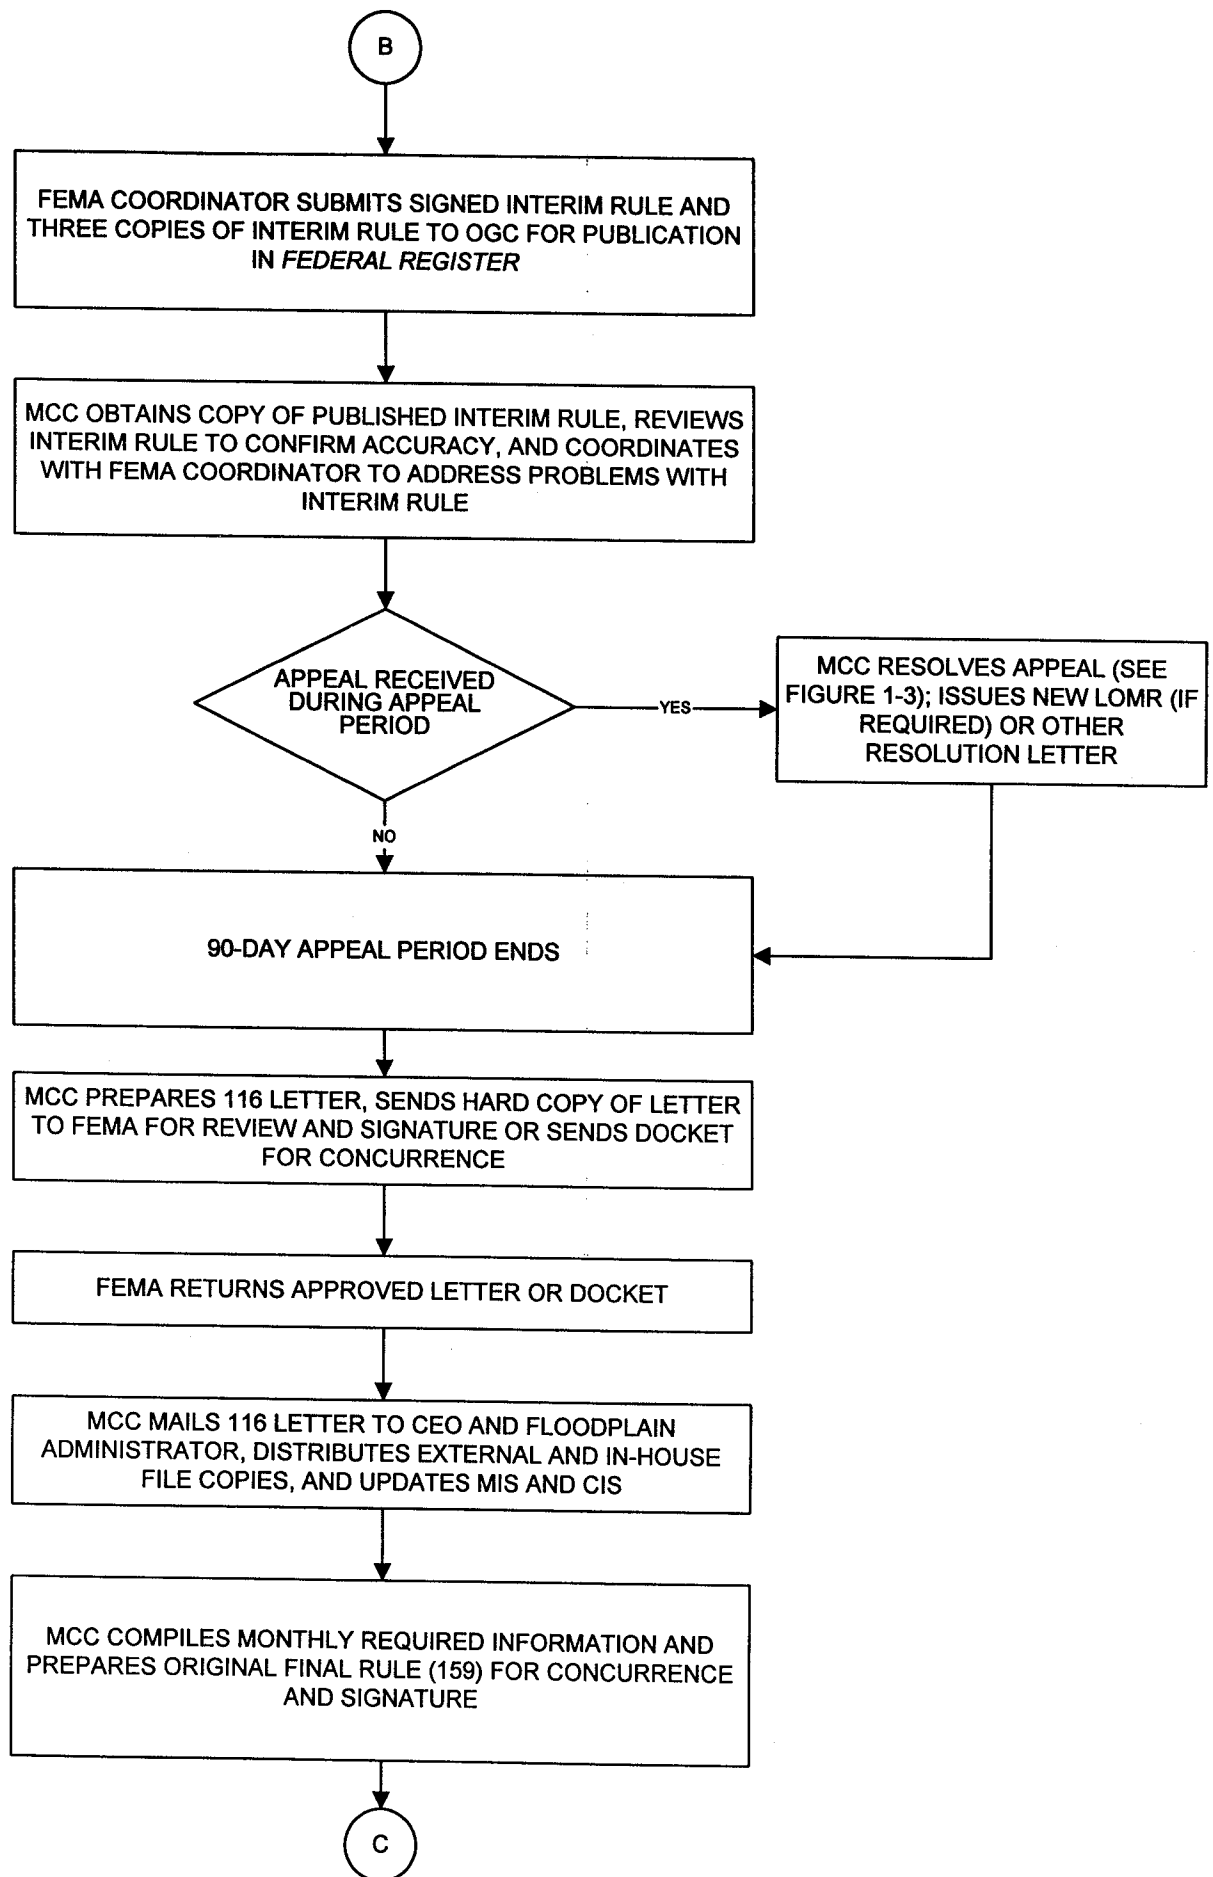 B
FEMA COORDINATOR SUBMITS SIGNED INTERIM RULE AND
THREE COPIES OF INTERIM RULE TO OGC FOR PUBLICATION
IN FEDERAL REGISTER
MCC OBTAINS COPY OF PUBLISHED INTERIM RULE, REVIEWS
INTERIM RULE TO CONFIRM ACCURACY, AND COORDINATES
WITH FEMA COORDINATOR TO ADDRESS PROBLEMS WITH
INTERIM RULE
APPEAL RECEIVED
DURING APPEAL
PERIOD
YES
MCC RESOLVES APPEAL (SEE
FIGURE 1-3); ISSUES NEW LOMR (IF
REQUIRED) OR OTHER
RESOLUTION LETTER
NO
90-DAY APPEAL PERIOD ENDS
MCC PREPARES 116 LETTER, SENDS HARD COPY OF LETTER
TO FEMA FOR REVIEW AND SIGNATURE OR SENDS DOCKET
FOR CONCURRENCE
FEMA RETURNS APPROVED LETTER OR DOCKET
MCC MAILS 116 LETTER TO CEO AND FLOODPLAIN
ADMINISTRATOR, DISTRIBUTES EXTERNAL AND IN-HOUSE
FILE COPIES, AND UPDATES MIS AND CIS
MCC COMPILES MONTHLY REQUIRED INFORMATION AND
PREPARES ORIGINAL FINAL RULE (159) FOR CONCURRENCE
AND SIGNATURE
C